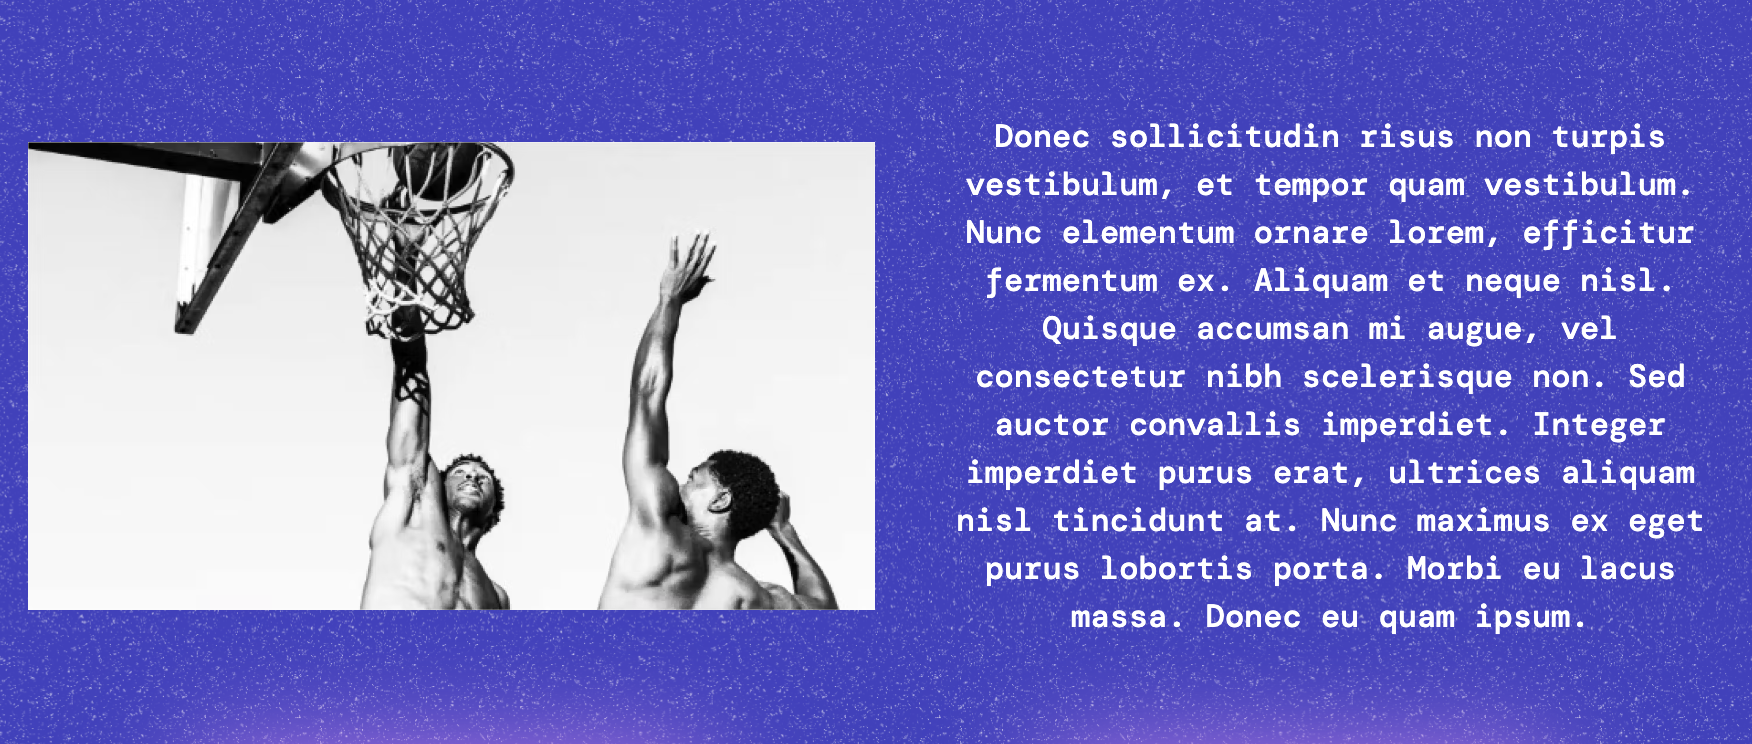 Donec sollicitudin risus non turpis
vestibulum, et tempor quam vestibulum.
Nunc elementum ornare lorem, efficitur
fermentum ex. Aliquam et neque nisl.
Quisque accumsan mi augue, vel
consectetur nibh scelerisque non. Sed
auctor convallis imperdiet. Integer
imperdiet purus erat, ultrices aliquam
nisl tincidunt at. Nunc maximus ex eget
purus lobortis porta. Morbi eu lacus
massa. Donec eu quam ipsum.